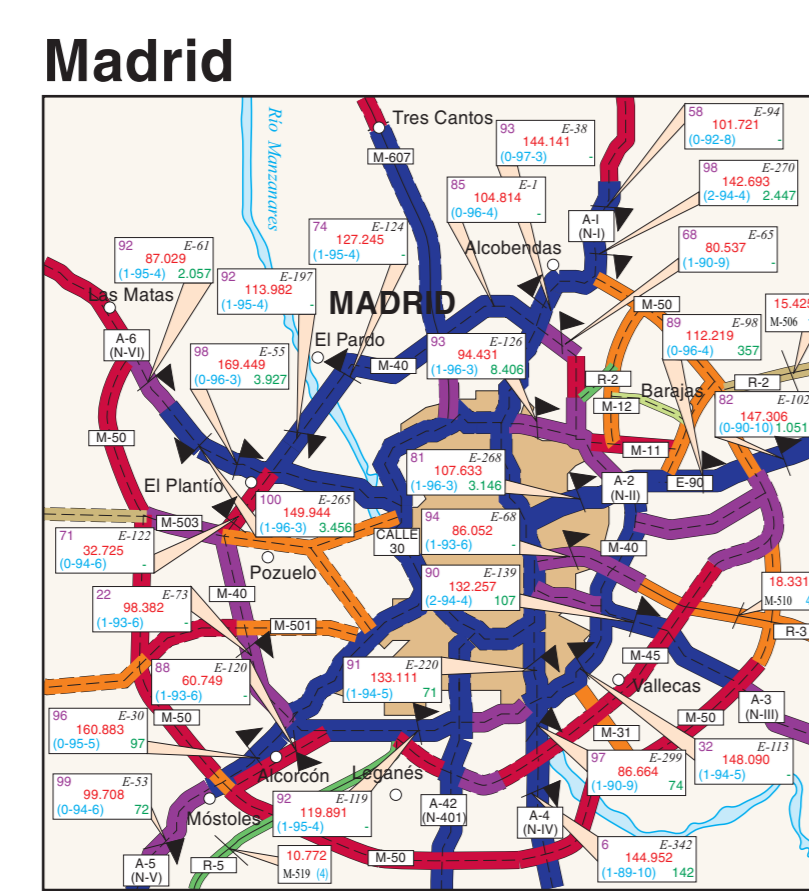 Madrid
Rio Manzanares
Tres Cantos
M-607
93 E-38
144.141
(0-97-3) -
58 E-94
101.721
(0-92-8) -
98 E-270
142.693
(2-94-4) 2.447
85 E-1
104.814
(0-96-4) -
A-I
(N-I)
74 E-124
127.245
(1-95-4) -
68 E-65
80.537
(1-90-9) -
92 E-61
87.029
(1-95-4) 2.057
Alcobendas
92 E-197
113.982
(1-95-4) -
Las Matas
MADRID
M-50
15.425
M-506
A-6
(N-VI)
El Pardo
93 E-126
94.431
(1-96-3) 8.406
89 E-98
112.219
(0-96-4) 357
98 E-55
169.449
(0-96-3) 3.927
M-40
R-2
Barajas
R-2
M-12
82 E-102
147.306
(0-90-10) 1.051
M-50
M-11
81 E-268
107.633
(1-96-3) 3.146
El Plantío
A-2
(N-II)
E-90
100 E-265
149.944
(1-96-3) 3.456
M-503
94 E-68
86.052
(1-93-6) -
71 E-122
32.725
(0-94-6) -
CALLE
30
M-40
Pozuelo
90 E-139
132.257
(2-94-4) 107
18.331
M-510 4
22 E-73
98.382
(1-93-6) -
M-40
M-501
R-3
M-45
88 E-120
60.749
(1-93-6) -
91 E-220
133.111
(1-94-5) 71
Vallecas
A-3
(N-III)
96 E-30
160.883
(0-95-5) 97
M-50
M-50
M-31
32 E-113
148.090
(1-94-5) -
97 E-299
86.664
(1-90-9) 74
99 E-53
99.708
(0-94-6) 72
Alcorcón
Leganés
92 E-119
119.891
(1-95-4) -
Móstoles
A-42
(N-401)
A-4
(N-IV)
6 E-342
144.952
(1-89-10) 142
10.772
M-519 (4)
M-50
A-5
(N-V)
R-5